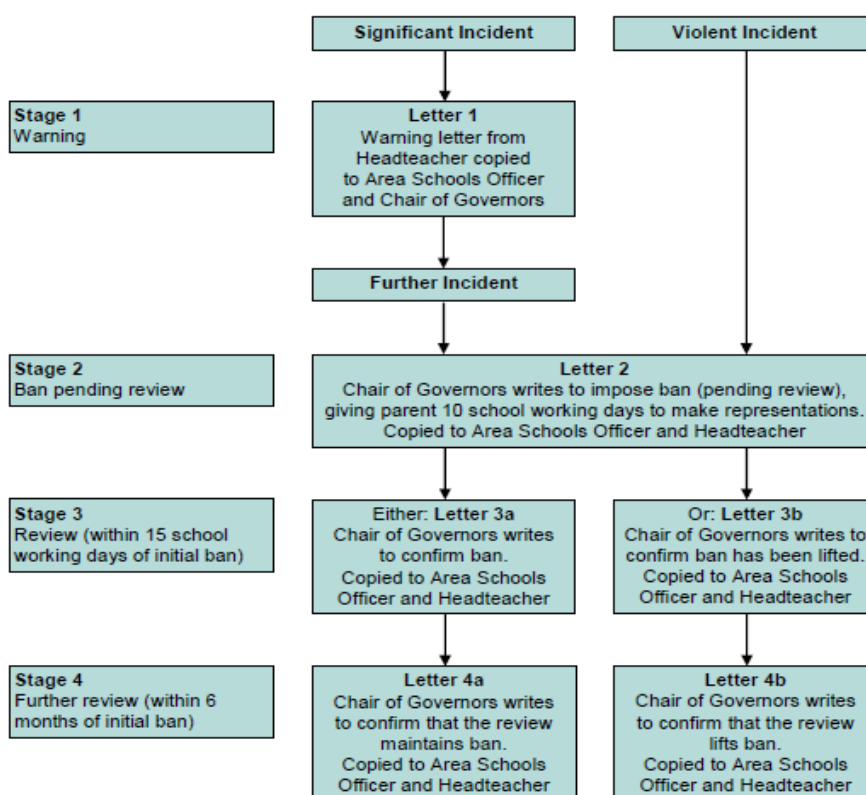 Significant Incident
Violent Incident
Stage 1
Warning
Letter 1
Warning letter from
Headteacher copied
to Area Schools Officer
and Chair of Governors
Further Incident
Stage 2
Ban pending review
Letter 2
Chair of Governors writes to impose ban (pending review),
giving parent 10 school working days to make representations.
Copied to Area Schools Officer and Headteacher
Stage 3
Review (within 15 school
working days of initial ban)
Either: Letter 3a
Chair of Governors writes
to confirm ban.
Copied to Area Schools
Officer and Headteacher
Or: Letter 3b
Chair of Governors writes to
confirm ban has been lifted.
Copied to Area Schools
Officer and Headteacher
Stage 4
Further review (within 6
months of initial ban)
Letter 4a
Chair of Governors writes
to confirm that the review
maintains ban.
Copied to Area Schools
Officer and Headteacher
Letter 4b
Chair of Governors writes
to confirm that the review
lifts ban.
Copied to Area Schools
Officer and Headteacher